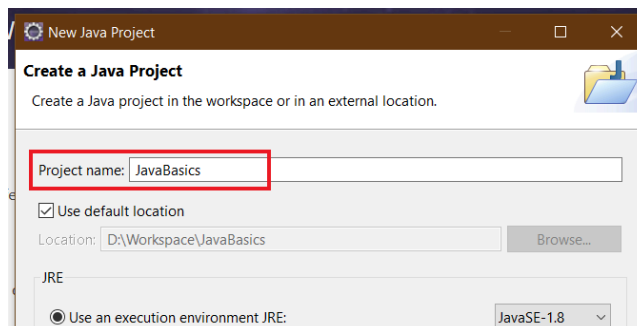 New Java Project
Create a Java Project
Create a Java project in the workspace or in an external location.
Project name: JavaBasics
Use default location
Location: D:\Workspace\JavaBasics Browse...
JRE
Use an execution environment JRE: JavaSE-1.8